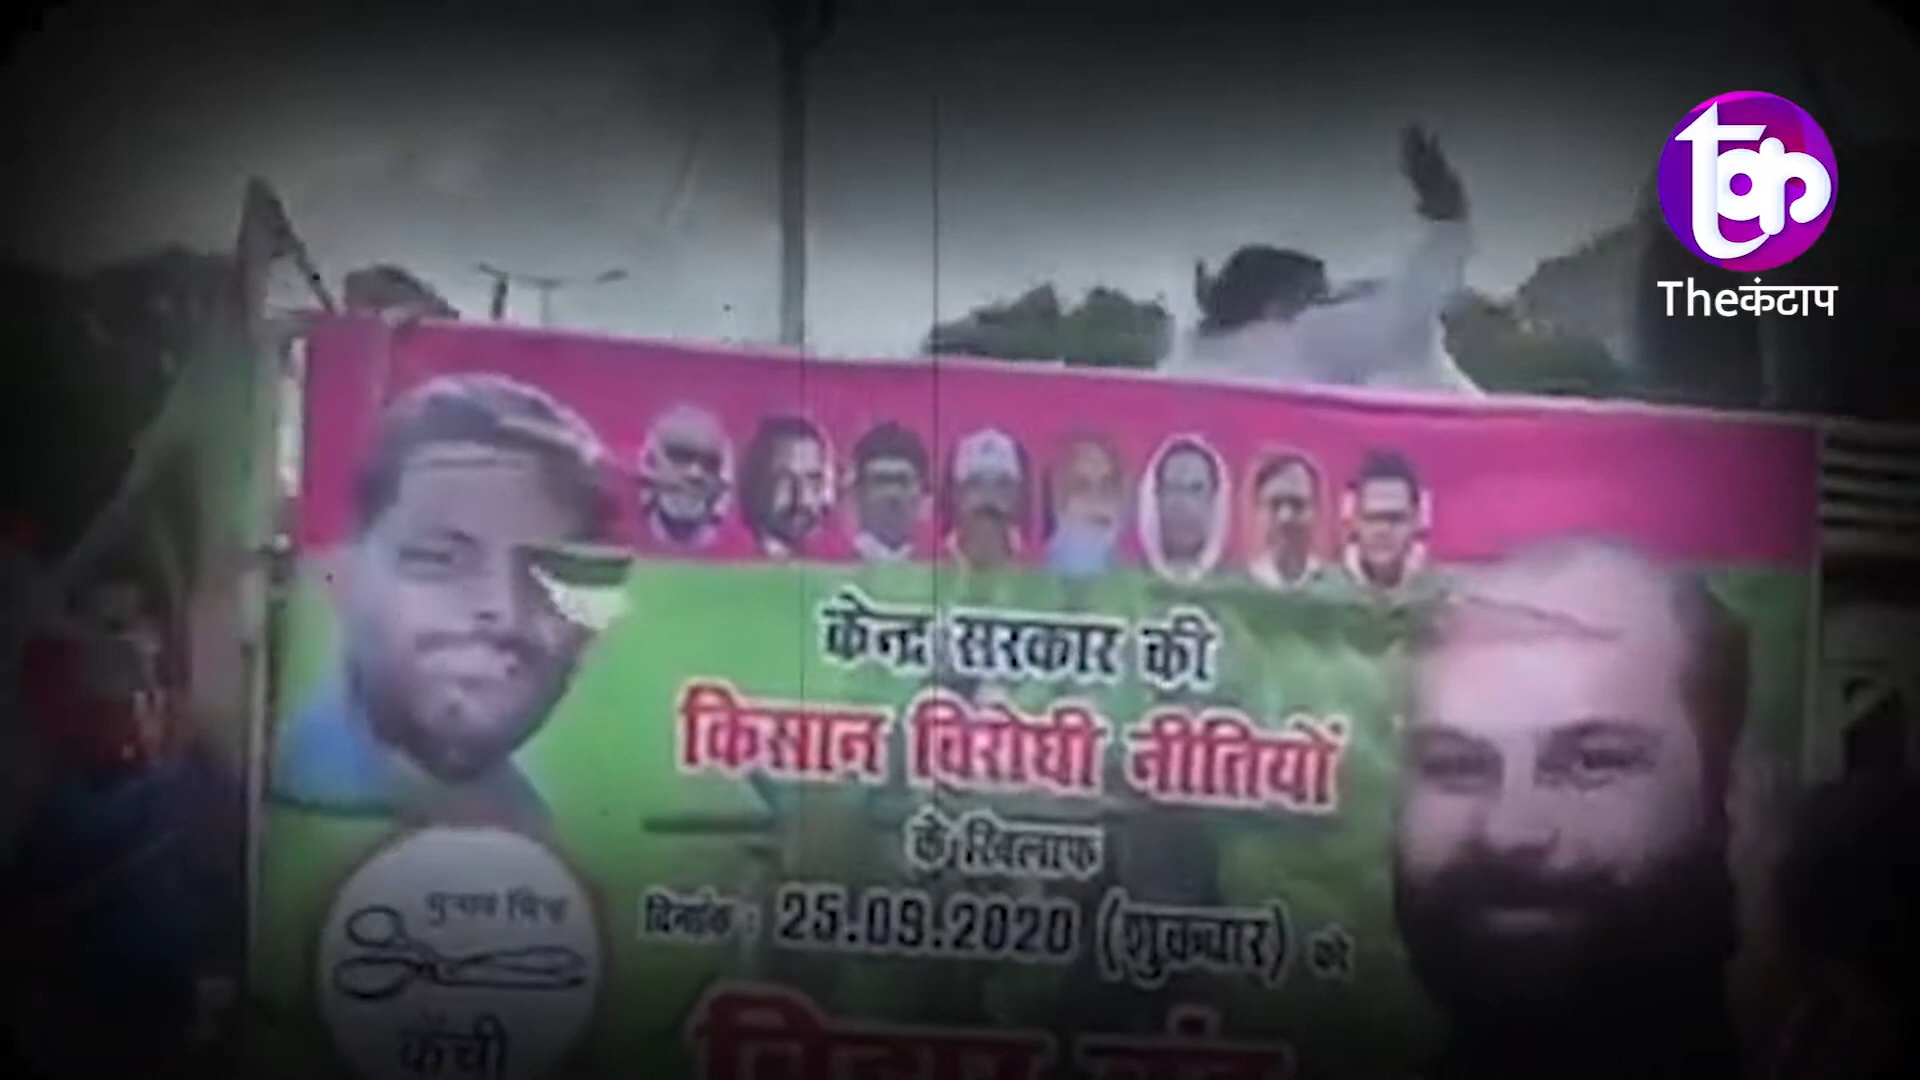 Theकंटाप
केन्द्र सरकार की
किसान विरोधी नीतियों
के खिलाफ
दिनांक : 25.09.2020 (शुक्रवार) को
चुनाव चिन्ह
कैंची
बिहार बंद